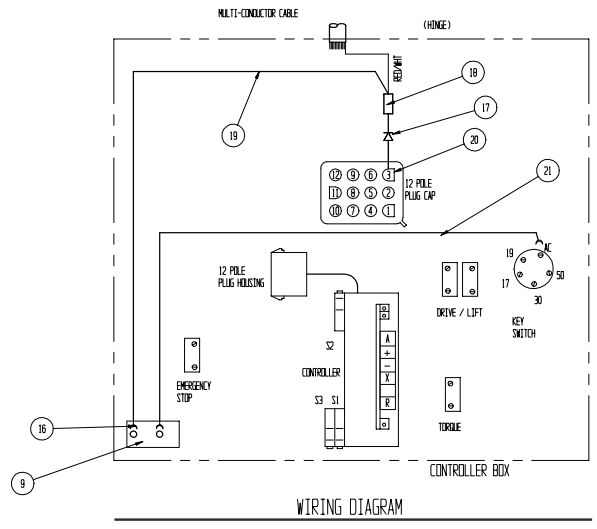 MULTI-CONDUCTOR CABLE
(HINGE)
RED/WHT
18
17
19
20
21
12 9 6 3
11 8 5 2
10 7 4 1
12 POLE
PLUG CAP
AC
19
50
17
30
12 POLE
PLUG HOUSING
DRIVE / LIFT
KEY
SWITCH
S2
A
+
-
X
R
CONTROLLER
EMERGENCY
STOP
S3 S1
TORQUE
16
9
CONTROLLER BOX
WIRING DIAGRAM